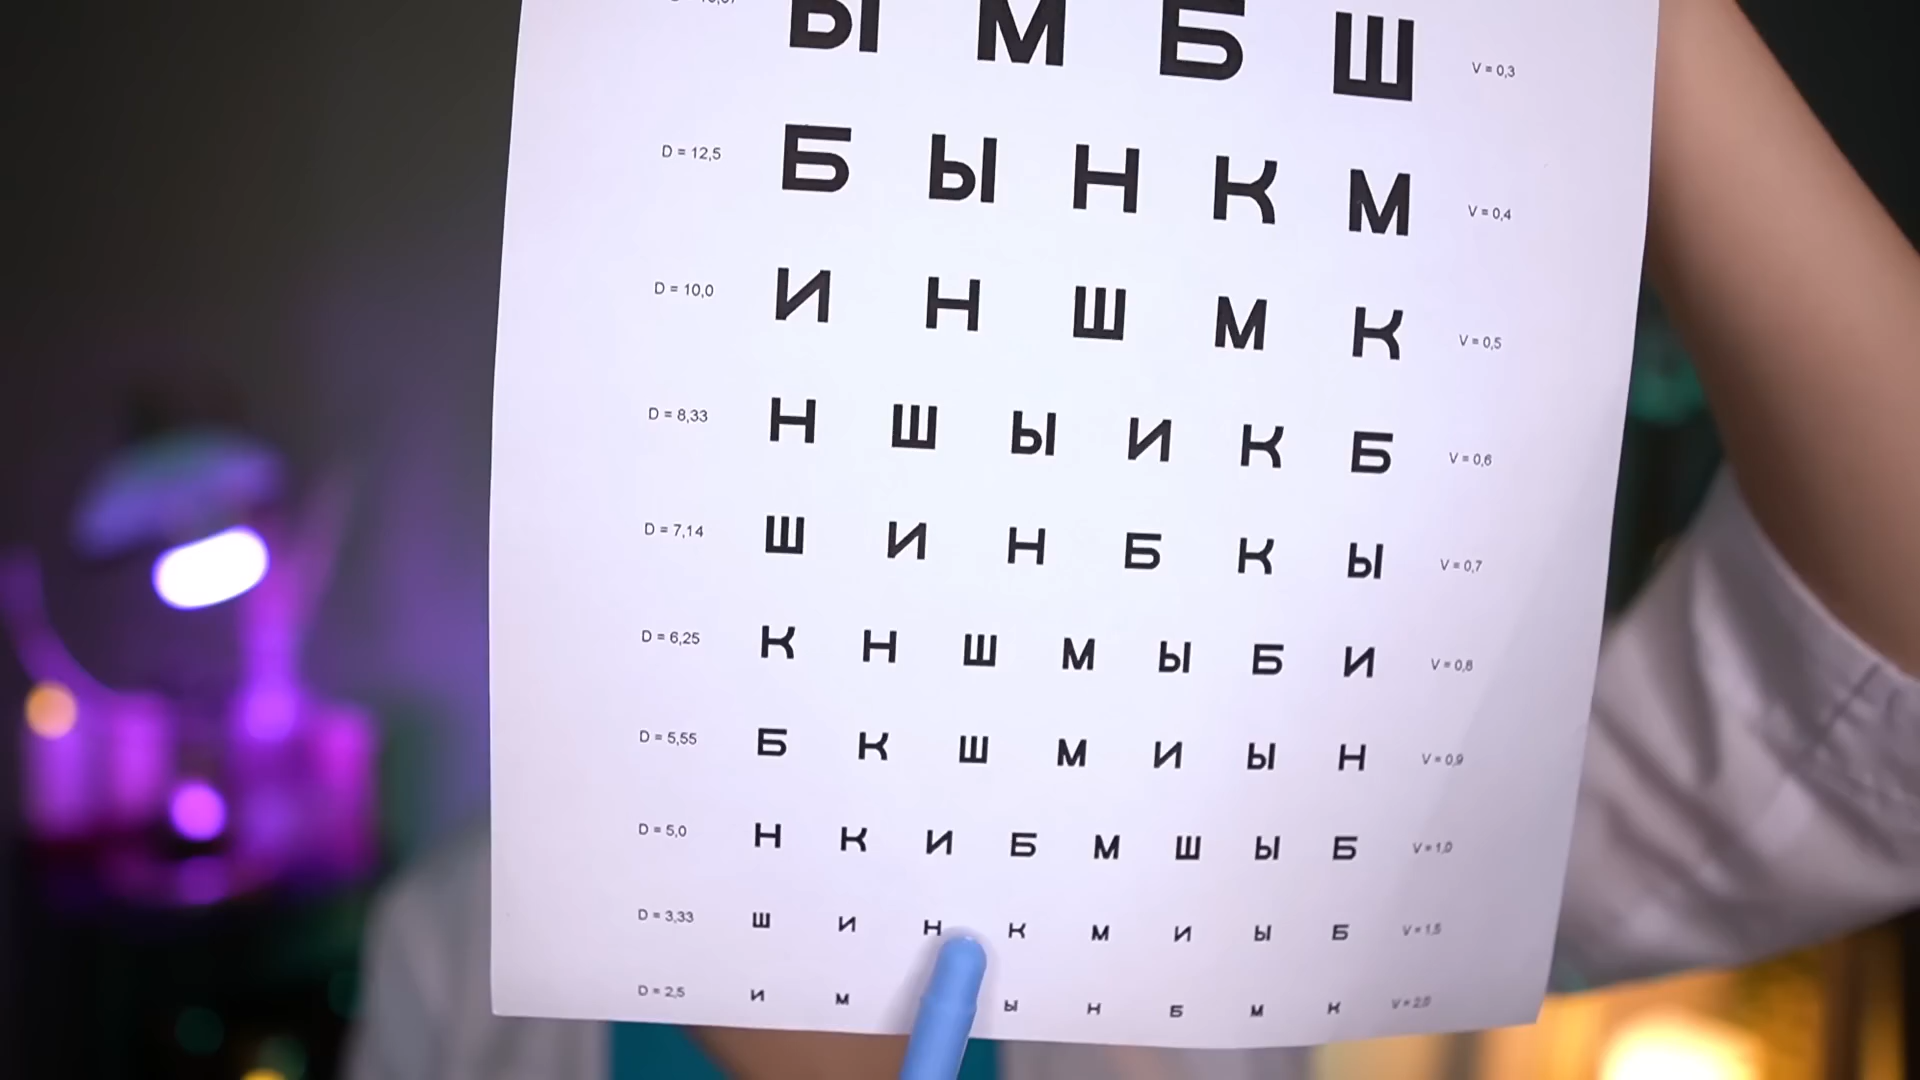 Ы М Б Ш V = 0,3
D = 12,5 Б Ы Н К М V = 0,4
D = 10,0 И Н Ш М К V = 0,5
D = 8,33 Н Ш Ы И К Б V = 0,6
D = 7,14 Ш И Н Б К Ы V = 0,7
D = 6,25 К Н Ш М Ы Б И V = 0,8
D = 5,55 Б К Ш М И Ы Н V = 0,9
D = 5,0 Н К И Б М Ш Ы Б V = 1,0
D = 3,33 Ш И Н К М И Ы Б V = 1,5
D = 2,5 И М Ы Н Б М К V = 2,0